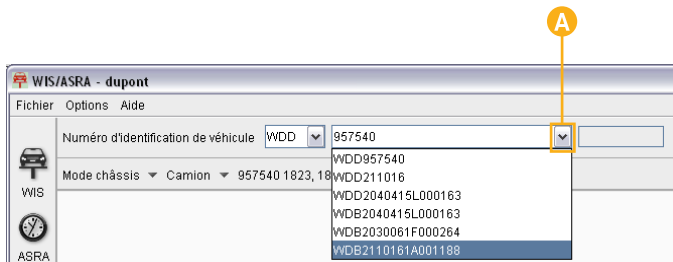 A
WIS/ASRA - dupont
Fichier Options Aide
Numéro d'identification de véhicule WDD 957540
WDD957540
WDD211016
WDD2040415L000163
WDB2040415L000163
WDB2030061F000264
WDB2110161A001188
Mode châssis Camion 957540 1823, 18
WIS
ASRA